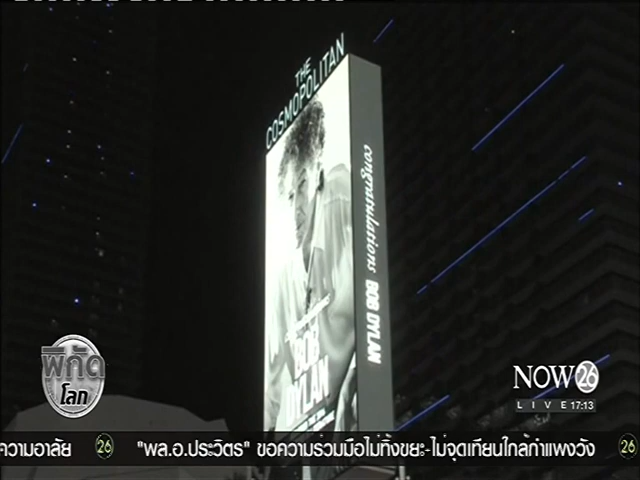 THE
COSMOPOLITAN
congratulations BOB DYLAN
BOB
DYLAN
พิกัด
โลก
NOW26
LIVE 17:13
ความอาลัย 26 "พล.อ.ประวิตร" ขอความร่วมมือไม่ทิ้งขยะ-ไม่จุดเทียนใกล้กำแพงวัง 26